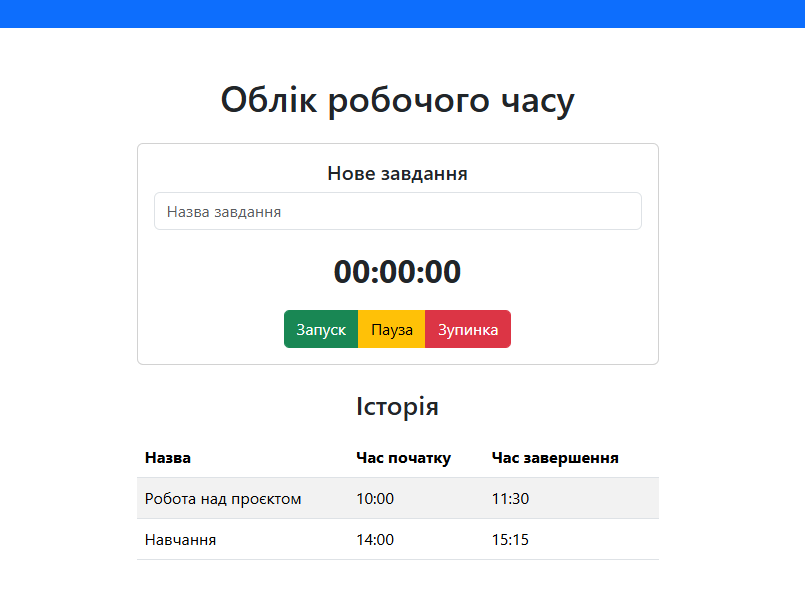 Облік робочого часу
Нове завдання
Назва завдання
00:00:00
Запуск Пауза Зупинка
Історія
Назва Час початку Час завершення
Робота над проєктом 10:00 11:30
Навчання 14:00 15:15